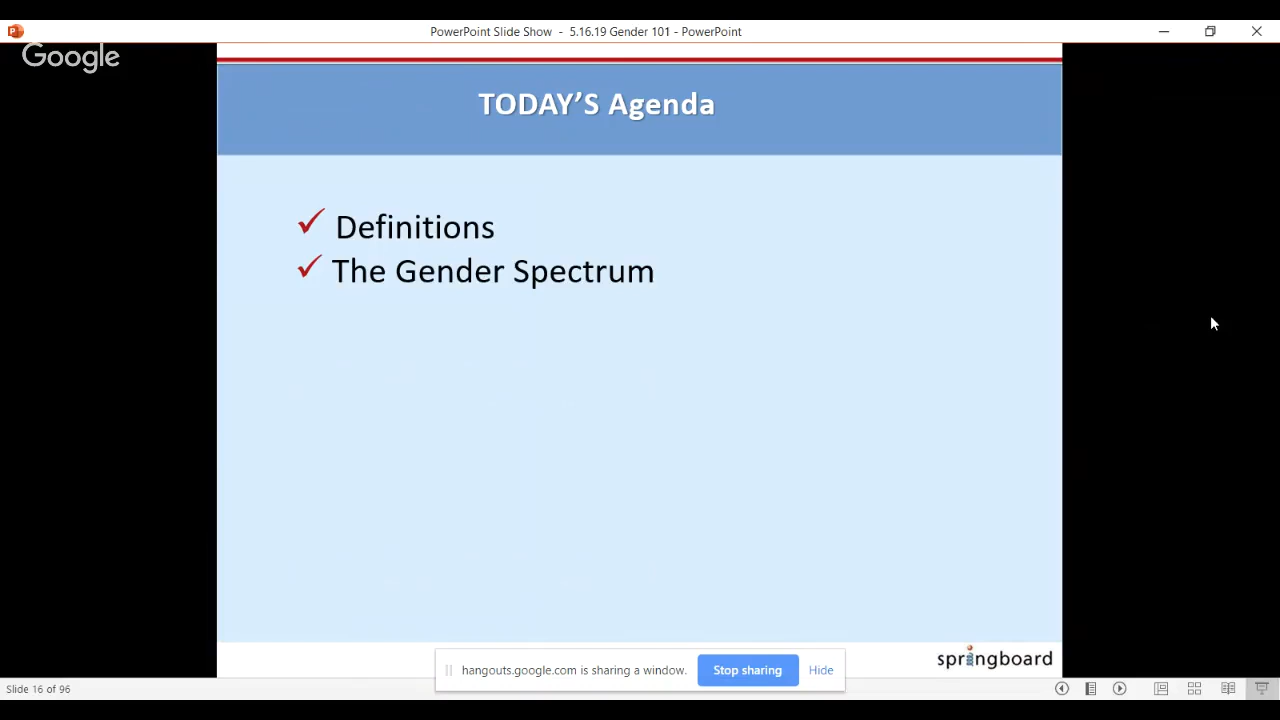 PowerPoint Slide Show - 5.16.19 Gender 101 - PowerPoint
Google
TODAY'S Agenda
Definitions
The Gender Spectrum
springboard
hangouts.google.com is sharing a window.
Stop sharing
Hide
Slide 16 of 96